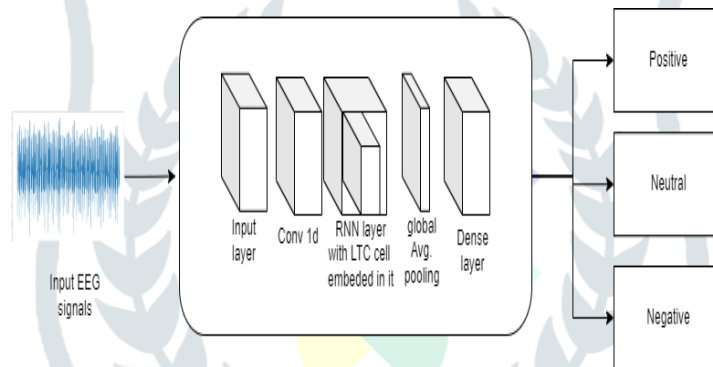 Input EEG
signals
Input
layer
Conv 1d
RNN layer
with LTC cell
embeded in it
global
Avg.
pooling
Dense
layer
Positive
Neutral
Negative